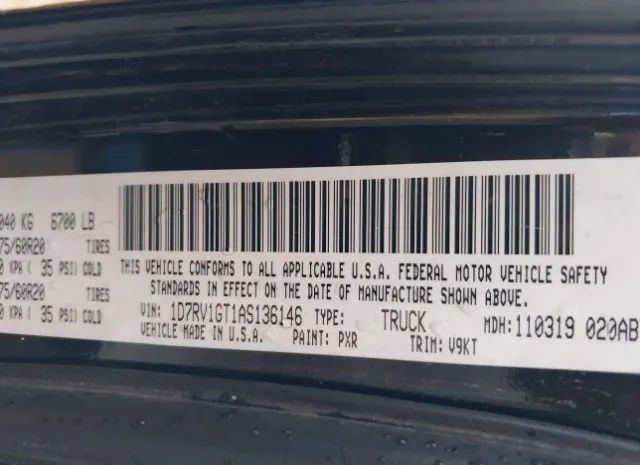 040 KG 6700 LB
75/60R20 TIRES
0 KPA ( 35 PSI) COLD
75/60R20 TIRES
0 KPA ( 35 PSI) COLD
THIS VEHICLE CONFORMS TO ALL APPLICABLE U.S.A. FEDERAL MOTOR VEHICLE SAFETY
STANDARDS IN EFFECT ON THE DATE OF MANUFACTURE SHOWN ABOVE.
VIN: 1D7RV1GT1AS136146 TYPE: TRUCK MDH: 110319 020AB
VEHICLE MADE IN U.S.A. PAINT: PXR TRIM: V9KT